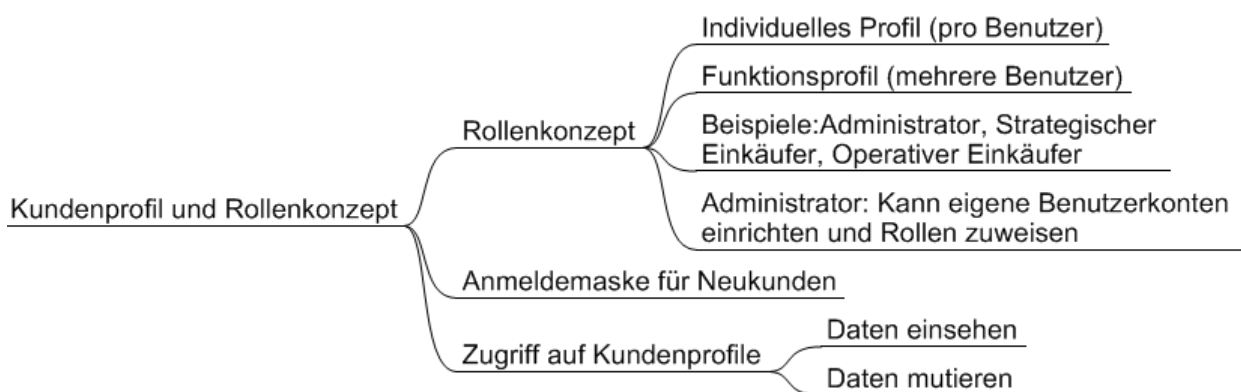 Individuelles Profil (pro Benutzer)
Funktionsprofil (mehrere Benutzer)
Rollenkonzept
Beispiele:Administrator, Strategischer
Einkäufer, Operativer Einkäufer
Kundenprofil und Rollenkonzept
Administrator: Kann eigene Benutzerkonten
einrichten und Rollen zuweisen
Anmeldemaske für Neukunden
Daten einsehen
Zugriff auf Kundenprofile
Daten mutieren